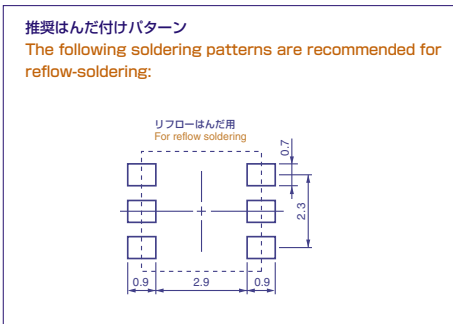 推奨はんだ付けパターン
The following soldering patterns are recommended for
reflow-soldering:
リフローはんだ用
For reflow soldering
0.7
2.3
0.9
2.9
0.9